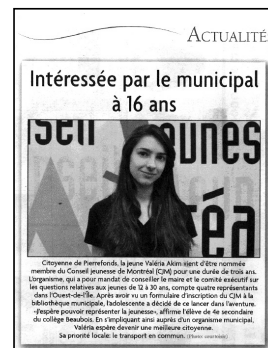 ACTUALITÉ
Intéressée par le municipal
à 16 ans
Citoyenne de Pierrefonds, la jeune Valéria Akim vient d'être nommée
membre du Conseil jeunesse de Montréal (CJM) pour une durée de trois ans.
L'organisme, qui a pour mandat de conseiller le maire et le comité exécutif sur
les questions relatives aux jeunes de 12 à 30 ans, compte quatre représentants
dans l'Ouest-de-l'Île. Après avoir vu un formulaire d'inscription du CJM à la
bibliothèque municipale, l'adolescente a décidé de ce lancer dans l'aventure.
«J'espère pouvoir représenter la jeunesse», affirme l'élève de 4e secondaire
du collège Beaubois. En s'impliquant ainsi auprès d'un organisme municipal,
Valéria espère devenir une meilleure citoyenne.
Sa priorité locale: le transport en commun.